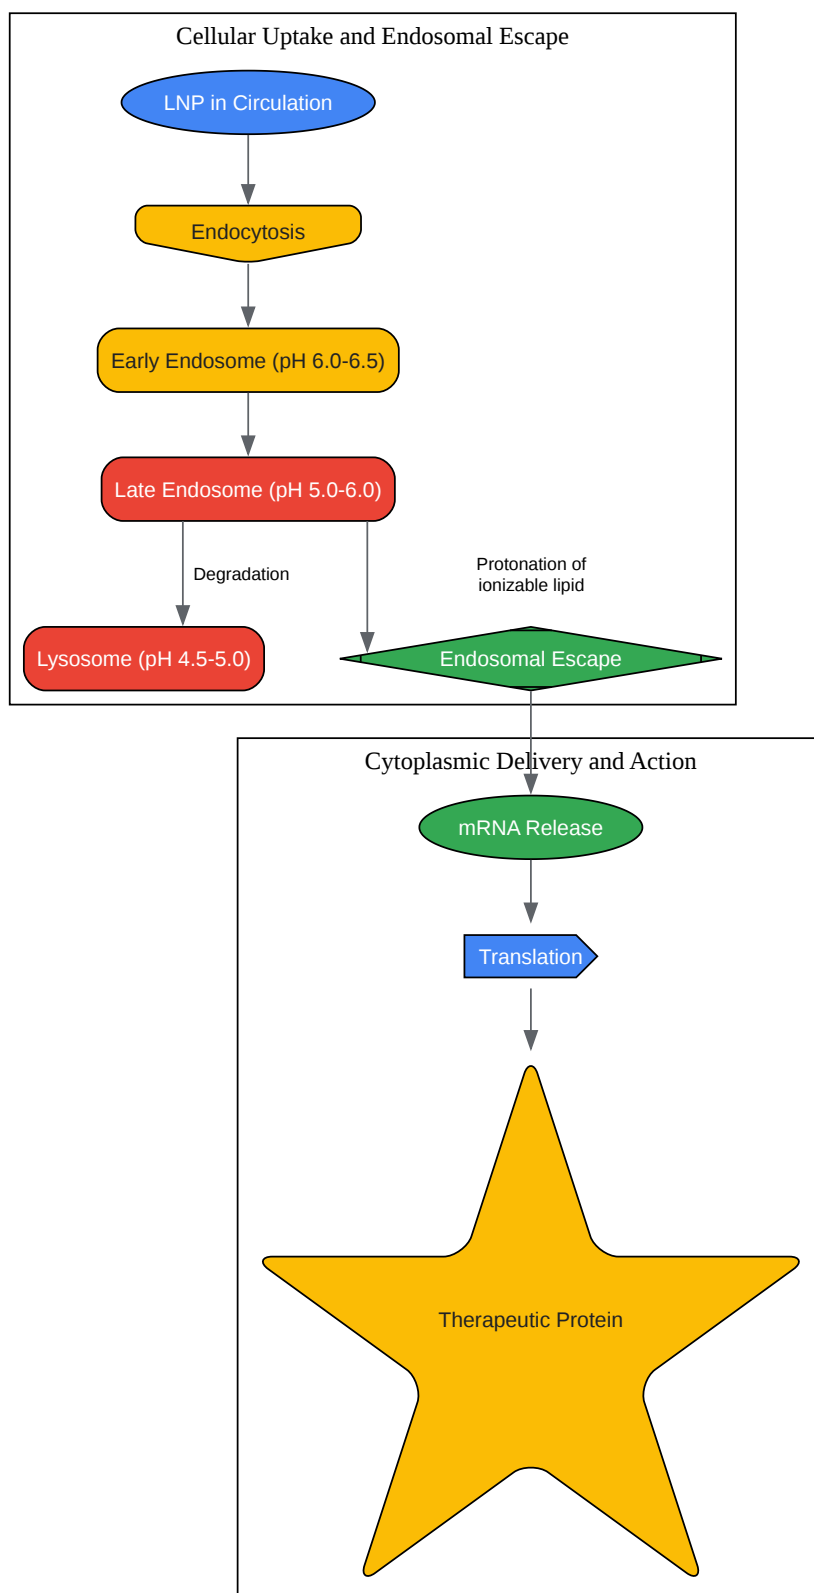 Cellular Uptake and Endosomal Escape
LNP in Circulation
Endocytosis
Early Endosome (pH 6.0-6.5)
Late Endosome (pH 5.0-6.0)
Degradation
Protonation of
ionizable lipid
Lysosome (pH 4.5-5.0)
Endosomal Escape
Cytoplasmic Delivery and Action
mRNA Release
Translation
Therapeutic Protein